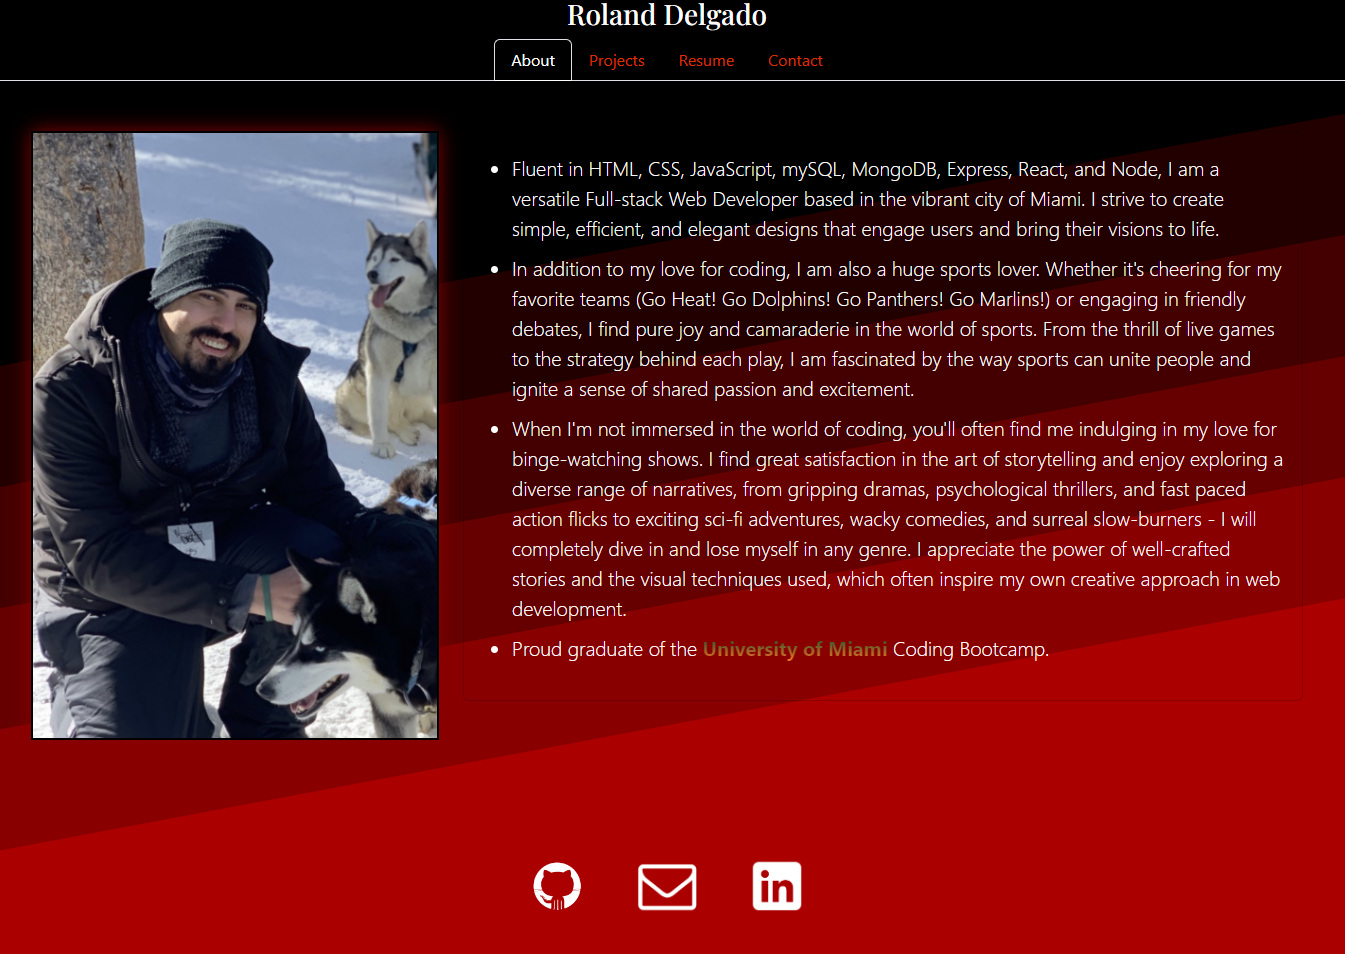 Roland Delgado
About Projects Resume Contact
Fluent in HTML, CSS, JavaScript, mySQL, MongoDB, Express, React, and Node, I am a
versatile Full-stack Web Developer based in the vibrant city of Miami. I strive to create
simple, efficient, and elegant designs that engage users and bring their visions to life.
In addition to my love for coding, I am also a huge sports lover. Whether it's cheering for my
favorite teams (Go Heat! Go Dolphins! Go Panthers! Go Marlins!) or engaging in friendly
debates, I find pure joy and camaraderie in the world of sports. From the thrill of live games
to the strategy behind each play, I am fascinated by the way sports can unite people and
ignite a sense of shared passion and excitement.
When I'm not immersed in the world of coding, you'll often find me indulging in my love for
binge-watching shows. I find great satisfaction in the art of storytelling and enjoy exploring a
diverse range of narratives, from gripping dramas, psychological thrillers, and fast paced
action flicks to exciting sci-fi adventures, wacky comedies, and surreal slow-burners - I will
completely dive in and lose myself in any genre. I appreciate the power of well-crafted
stories and the visual techniques used, which often inspire my own creative approach in web
development.
Proud graduate of the University of Miami Coding Bootcamp.
in